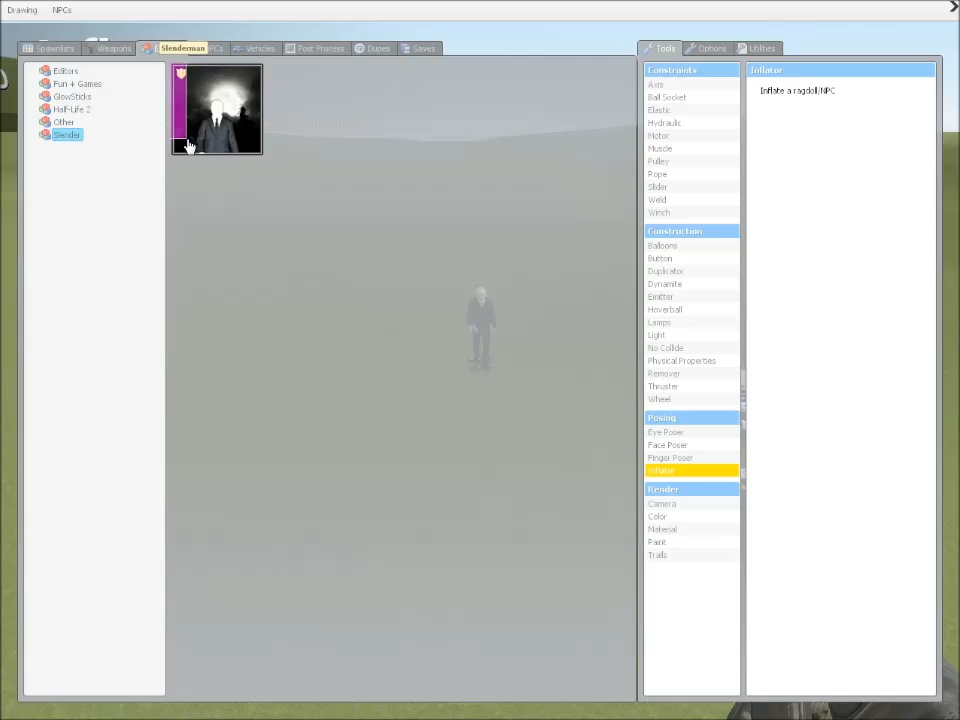 Drawing NPCs
Spawnlists Weapons E Slenderman PCs Vehicles Post Process Dupes Saves
Tools Options Utilities
Editors
Fun + Games
GlowSticks
Half-Life 2
Other
Slender
Constraints
Axis
Ball Socket
Elastic
Hydraulic
Motor
Muscle
Pulley
Rope
Slider
Weld
Winch
Construction
Balloons
Button
Duplicator
Dynamite
Emitter
Hoverball
Lamps
Light
No Collide
Physical Properties
Remover
Thruster
Wheel
Posing
Eye Poser
Face Poser
Finger Poser
Inflator
Render
Camera
Color
Material
Paint
Trails
Inflator
Inflate a ragdoll/NPC